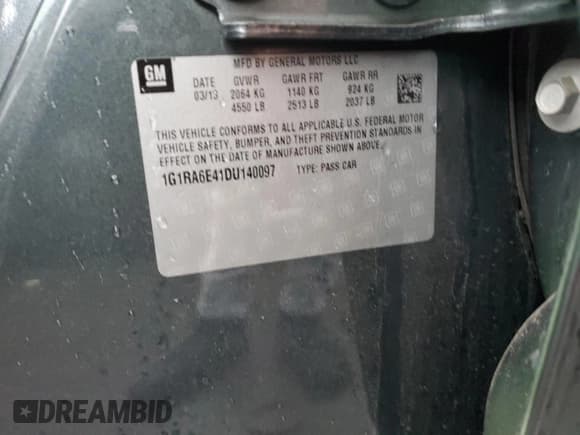 GM
MFD BY GENERAL MOTORS LLC
DATE GVWR GAWR FRT GAWR RR
03/13 2064 KG 1140 KG 924 KG
4550 LB 2513 LB 2037 LB
THIS VEHICLE CONFORMS TO ALL APPLICABLE U.S. FEDERAL MOTOR
VEHICLE SAFETY, BUMPER, AND THEFT PREVENTION STANDARDS IN
EFFECT ON THE DATE OF MANUFACTURE SHOWN ABOVE.
1G1RA6E41DU140097 TYPE: PASS CAR
DREAMBID